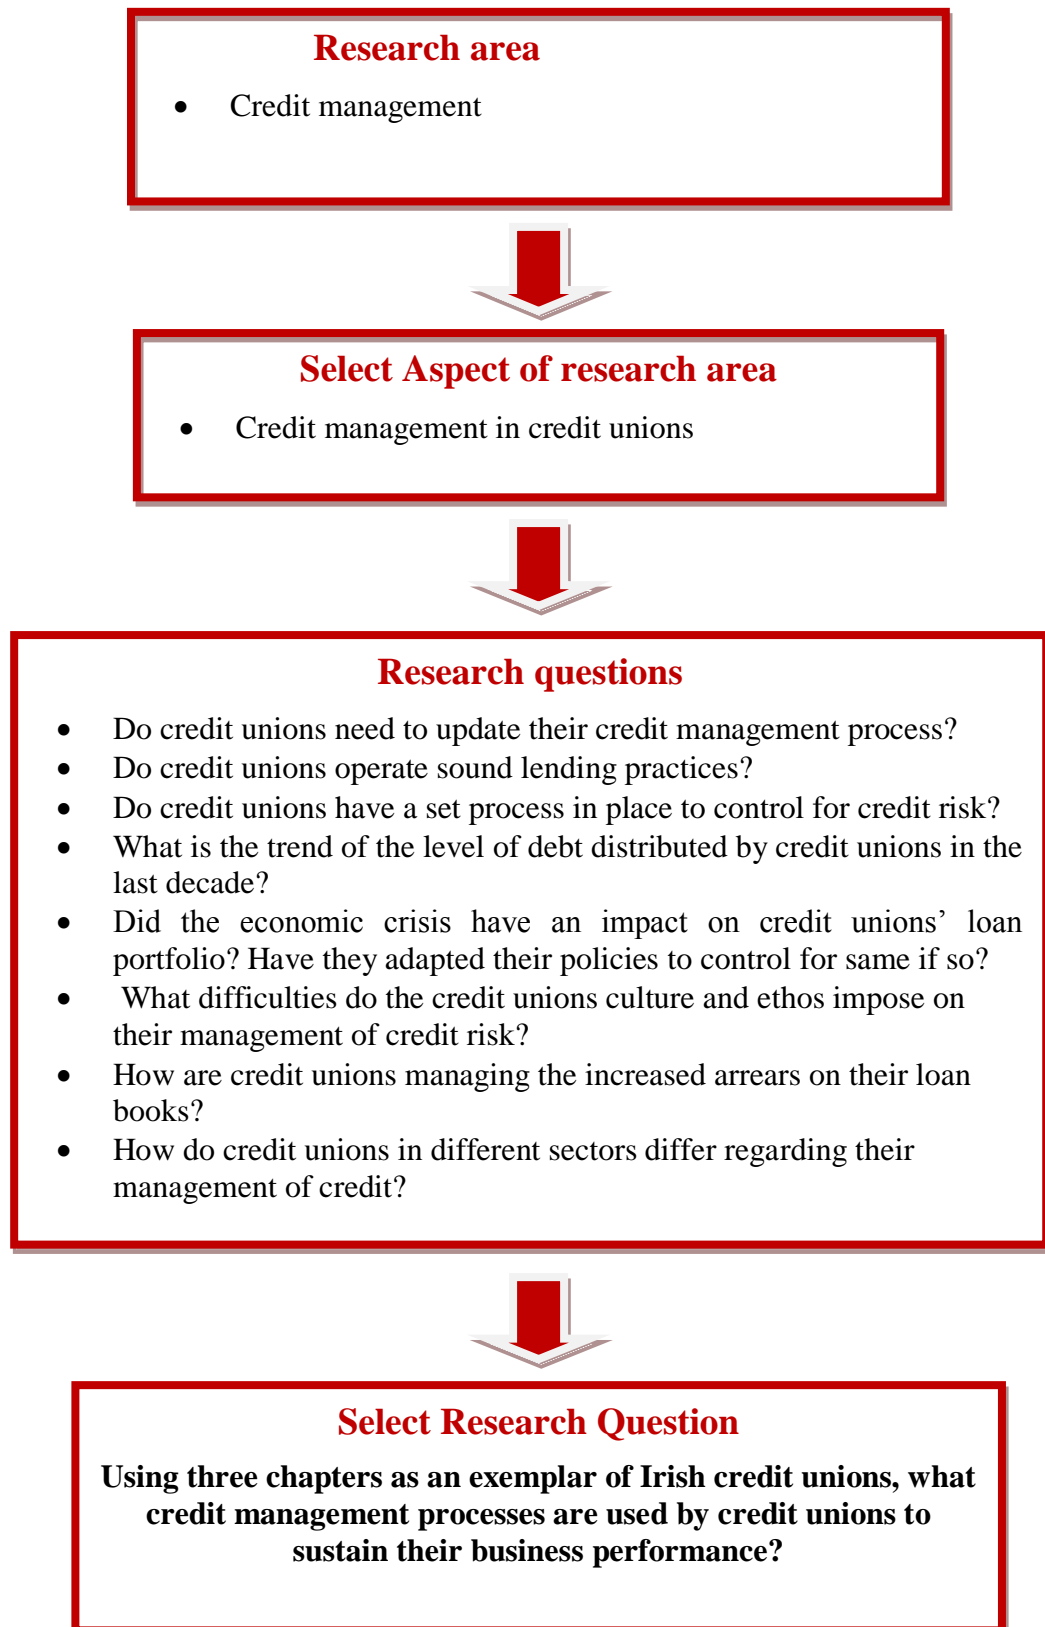 Research area
• Credit management
Select Aspect of research area
• Credit management in credit unions
Research questions
• Do credit unions need to update their credit management process?
• Do credit unions operate sound lending practices?
• Do credit unions have a set process in place to control for credit risk?
• What is the trend of the level of debt distributed by credit unions in the
last decade?
• Did the economic crisis have an impact on credit unions’ loan
portfolio? Have they adapted their policies to control for same if so?
• What difficulties do the credit unions culture and ethos impose on
their management of credit risk?
• How are credit unions managing the increased arrears on their loan
books?
• How do credit unions in different sectors differ regarding their
management of credit?
Select Research Question
Using three chapters as an exemplar of Irish credit unions, what
credit management processes are used by credit unions to
sustain their business performance?